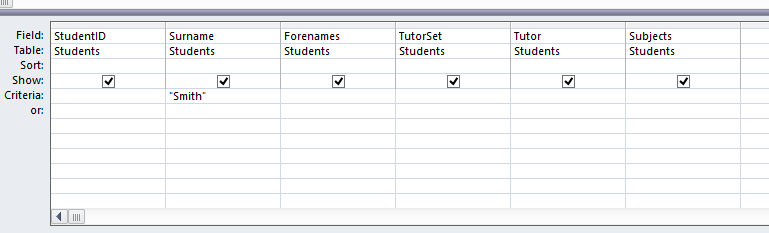 Field: StudentID Surname Forenames TutorSet Tutor Subjects
Table: Students Students Students Students Students Students
Sort:
Show:
Criteria: "Smith"
or: